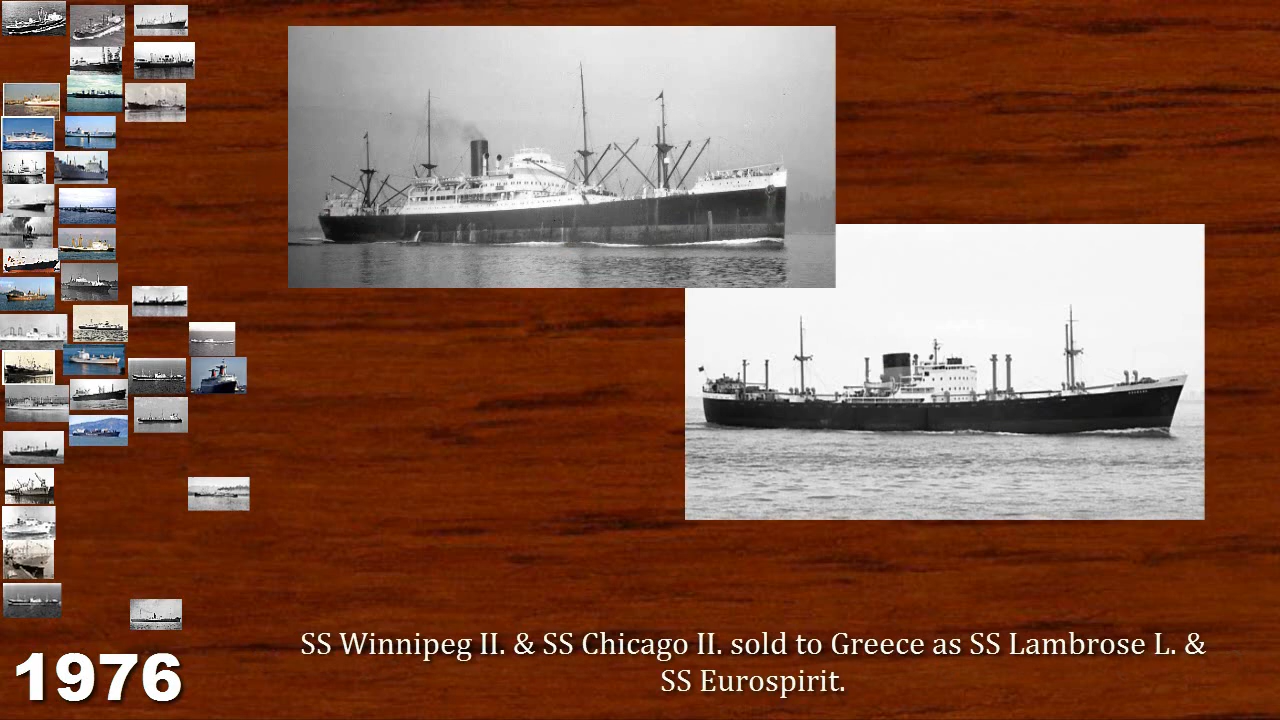 SS Winnipeg II. & SS Chicago II. sold to Greece as SS Lambrose L. &
SS Eurospirit.
1976